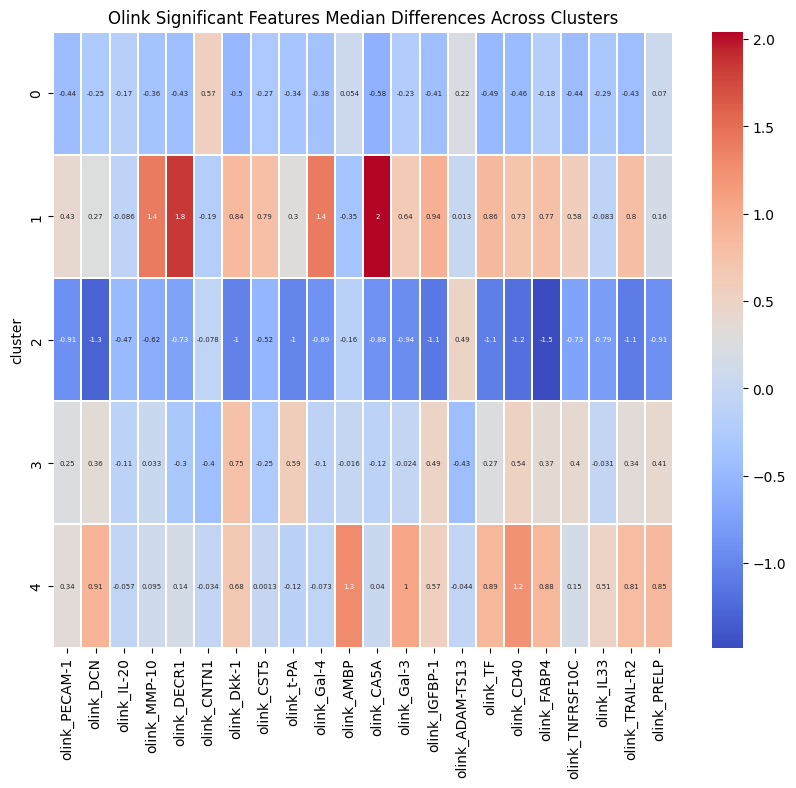 Olink Significant Features Median Differences Across Clusters
cluster
0
-0.44 -0.25 -0.17 -0.36 -0.43 0.57 -0.5 -0.27 -0.34 -0.38 0.054 -0.58 -0.23 -0.41 0.22 -0.49 -0.46 -0.18 -0.44 -0.29 -0.43 0.07
1
0.43 0.27 -0.086 1.4 1.8 -0.19 0.84 0.79 0.3 1.4 -0.35 2 0.64 0.94 0.013 0.86 0.73 0.77 0.58 -0.083 0.8 0.16
2
-0.91 -1.3 -0.47 -0.62 -0.73 -0.078 -1 -0.52 -1 -0.89 -0.16 -0.88 -0.94 -1.1 0.49 -1.1 -1.2 -1.5 -0.73 -0.79 -1.1 -0.91
3
0.25 0.36 -0.11 0.033 -0.3 -0.4 0.75 -0.25 0.59 -0.1 -0.016 -0.12 -0.024 0.49 -0.43 0.27 0.54 0.37 0.4 -0.031 0.34 0.41
4
0.34 0.91 -0.057 0.095 0.14 -0.034 0.68 0.0013 -0.12 -0.073 1.3 0.04 1 0.57 -0.044 0.89 1.2 0.88 0.15 0.51 0.81 0.85
olink_PECAM-1
olink_DCN
olink_IL-20
olink_MMP-10
olink_DECR1
olink_CNTN1
olink_Dkk-1
olink_CST5
olink_t-PA
olink_Gal-4
olink_AMBP
olink_CA5A
olink_Gal-3
olink_IGFBP-1
olink_ADAM-TS13
olink_TF
olink_CD40
olink_FABP4
olink_TNFRSF10C
olink_IL33
olink_TRAIL-R2
olink_PRELP
2.0
1.5
1.0
0.5
0.0
−0.5
−1.0